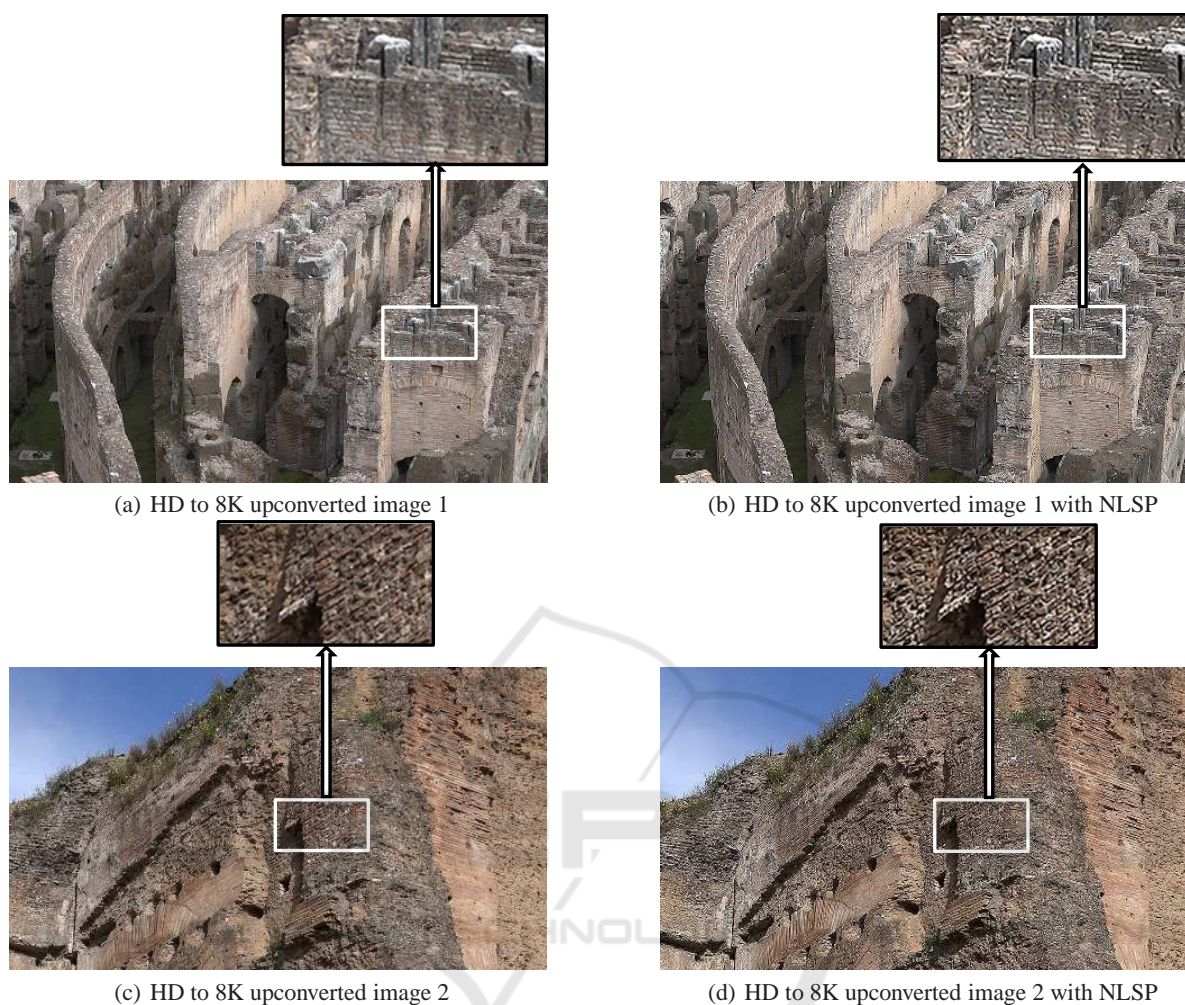 (a) HD to 8K upconverted image 1
(b) HD to 8K upconverted image 1 with NLSP
(c) HD to 8K upconverted image 2
(d) HD to 8K upconverted image 2 with NLSP